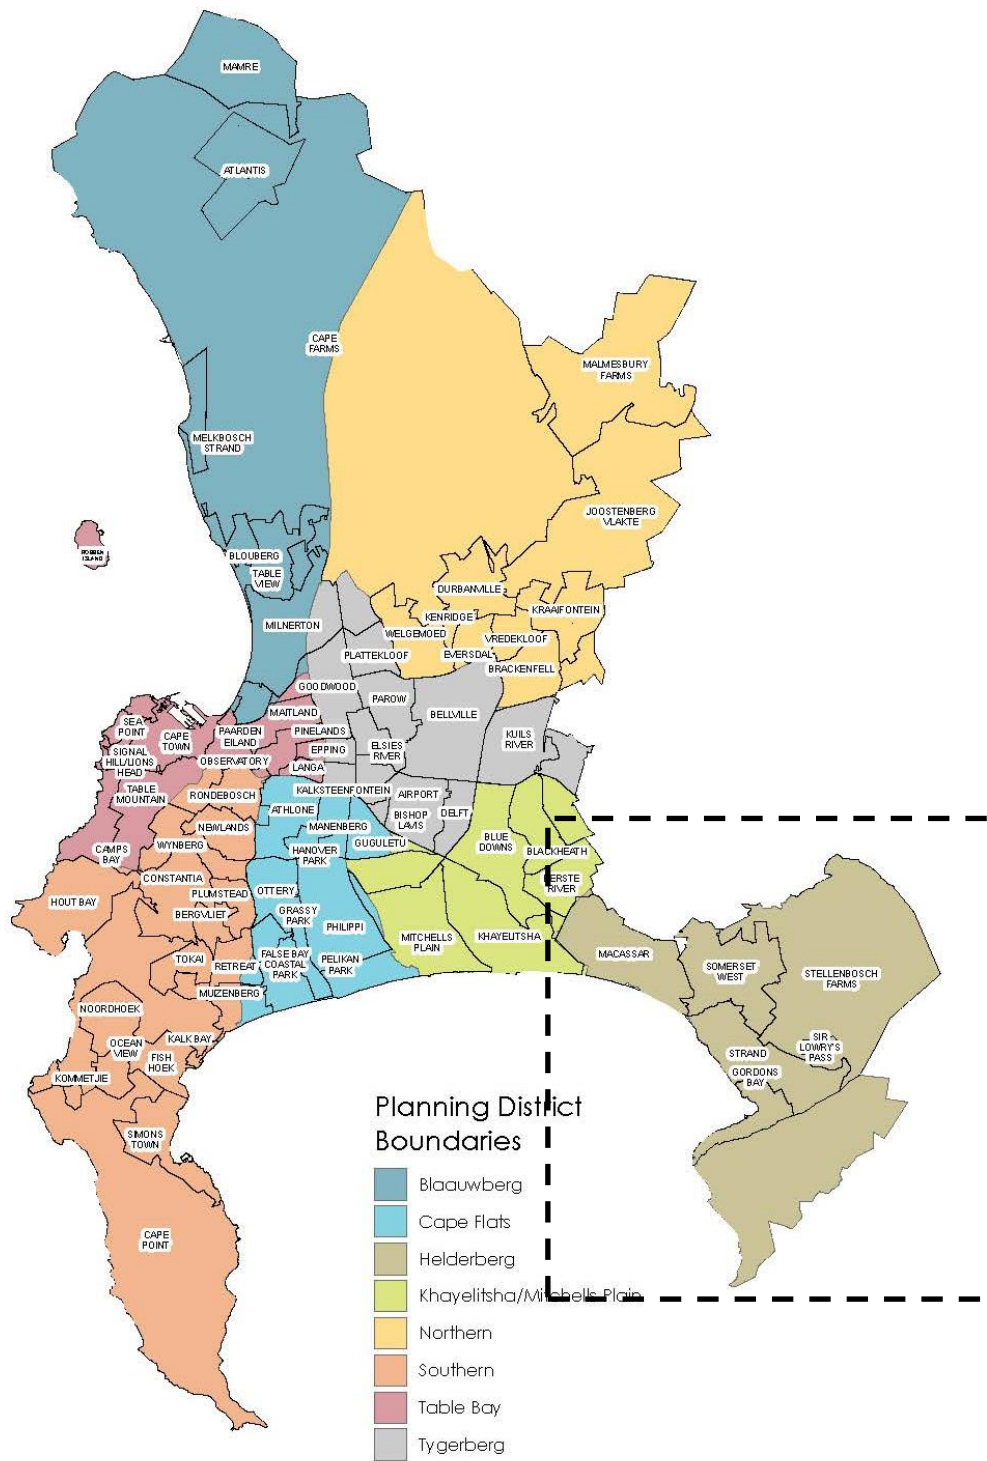 MAMRE
ATLANTIS
CAPE
FARMS
MALMESBURY
FARMS
MELKBOSCH
STRAND
JOOSTENBERG
VLAKTE
ROBBEN
ISLAND
BLOUBERG
TABLE
VIEW
DURBANVILLE
KRAAIFONTEIN
KENRIDGE
MILNERTON
WELGEMOED
VREDEKLOOF
PLATTEKLOOF
EVERSDAL
BRACKENFELL
GOODWOOD
PAROW
MAITLAND
BELLVILLE
SEA
POINT
CAPE
TOWN
PAARDEN
EILAND
PINELANDS
KUILS
RIVER
SIGNAL
HILL/LIONS
HEAD
OBSERVATORY
EPPING
ELSIES
RIVER
LANGA
TABLE
MOUNTAIN
RONDEBOSCH
KALKSTEENFONTEIN
AIRPORT
ATHLONE
BISHOP
LAVIS
DELFT
NEWLANDS
MANENBERG
CAMPS
BAY
WYNBERG
HANOVER
PARK
GUGULETU
BLUE
DOWNS
BLACKHEATH
CONSTANTIA
EERSTE
RIVER
HOUT BAY
PLUMSTEAD
OTTERY
BERGVLIET
GRASSY
PARK
PHILIPPI
MITCHELLS
PLAIN
KHAYELITSHA
TOKAI
RETREAT
FALSE BAY
COASTAL
PARK
PELIKAN
PARK
MACASSAR
SOMERSET
WEST
STELLENBOSCH
FARMS
MUIZENBERG
NOORDHOEK
OCEAN
VIEW
KALK BAY
FISH
HOEK
KOMMETJIE
STRAND
SIR
LOWRY'S
PASS
GORDONS
BAY
SIMONS
TOWN
CAPE
POINT
Planning District
Boundaries
Blaauwberg
Cape Flats
Helderberg
Khayelitsha/Mitchells Plain
Northern
Southern
Table Bay
Tygerberg